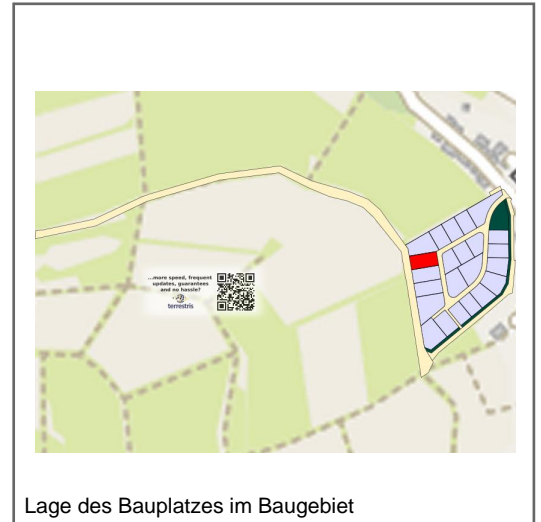 ...more speed, frequent
updates, guarantees
and no hassle?
terrestris
Lage des Bauplatzes im Baugebiet